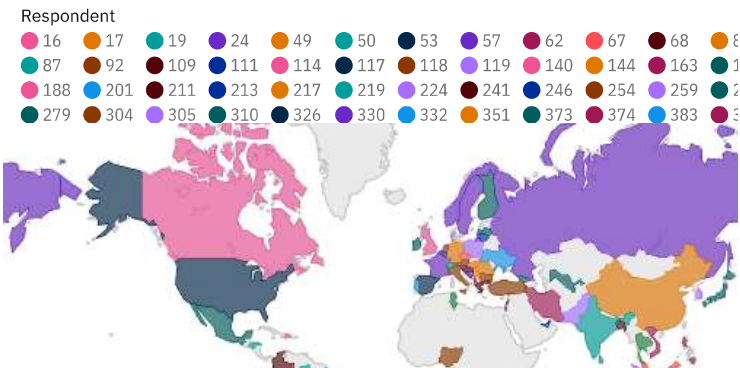 Respondent
16 17 19 24 49 50 53 57 62 67 68
87 92 109 111 114 117 118 119 140 144 163
188 201 211 213 217 219 224 241 246 254 259
279 304 305 310 326 330 332 351 373 374 383